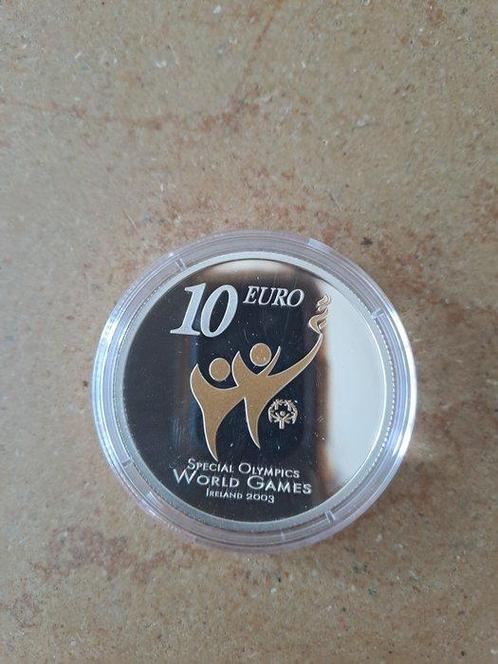 10 EURO
SPECIAL OLYMPICS
WORLD GAMES
IRELAND 2003